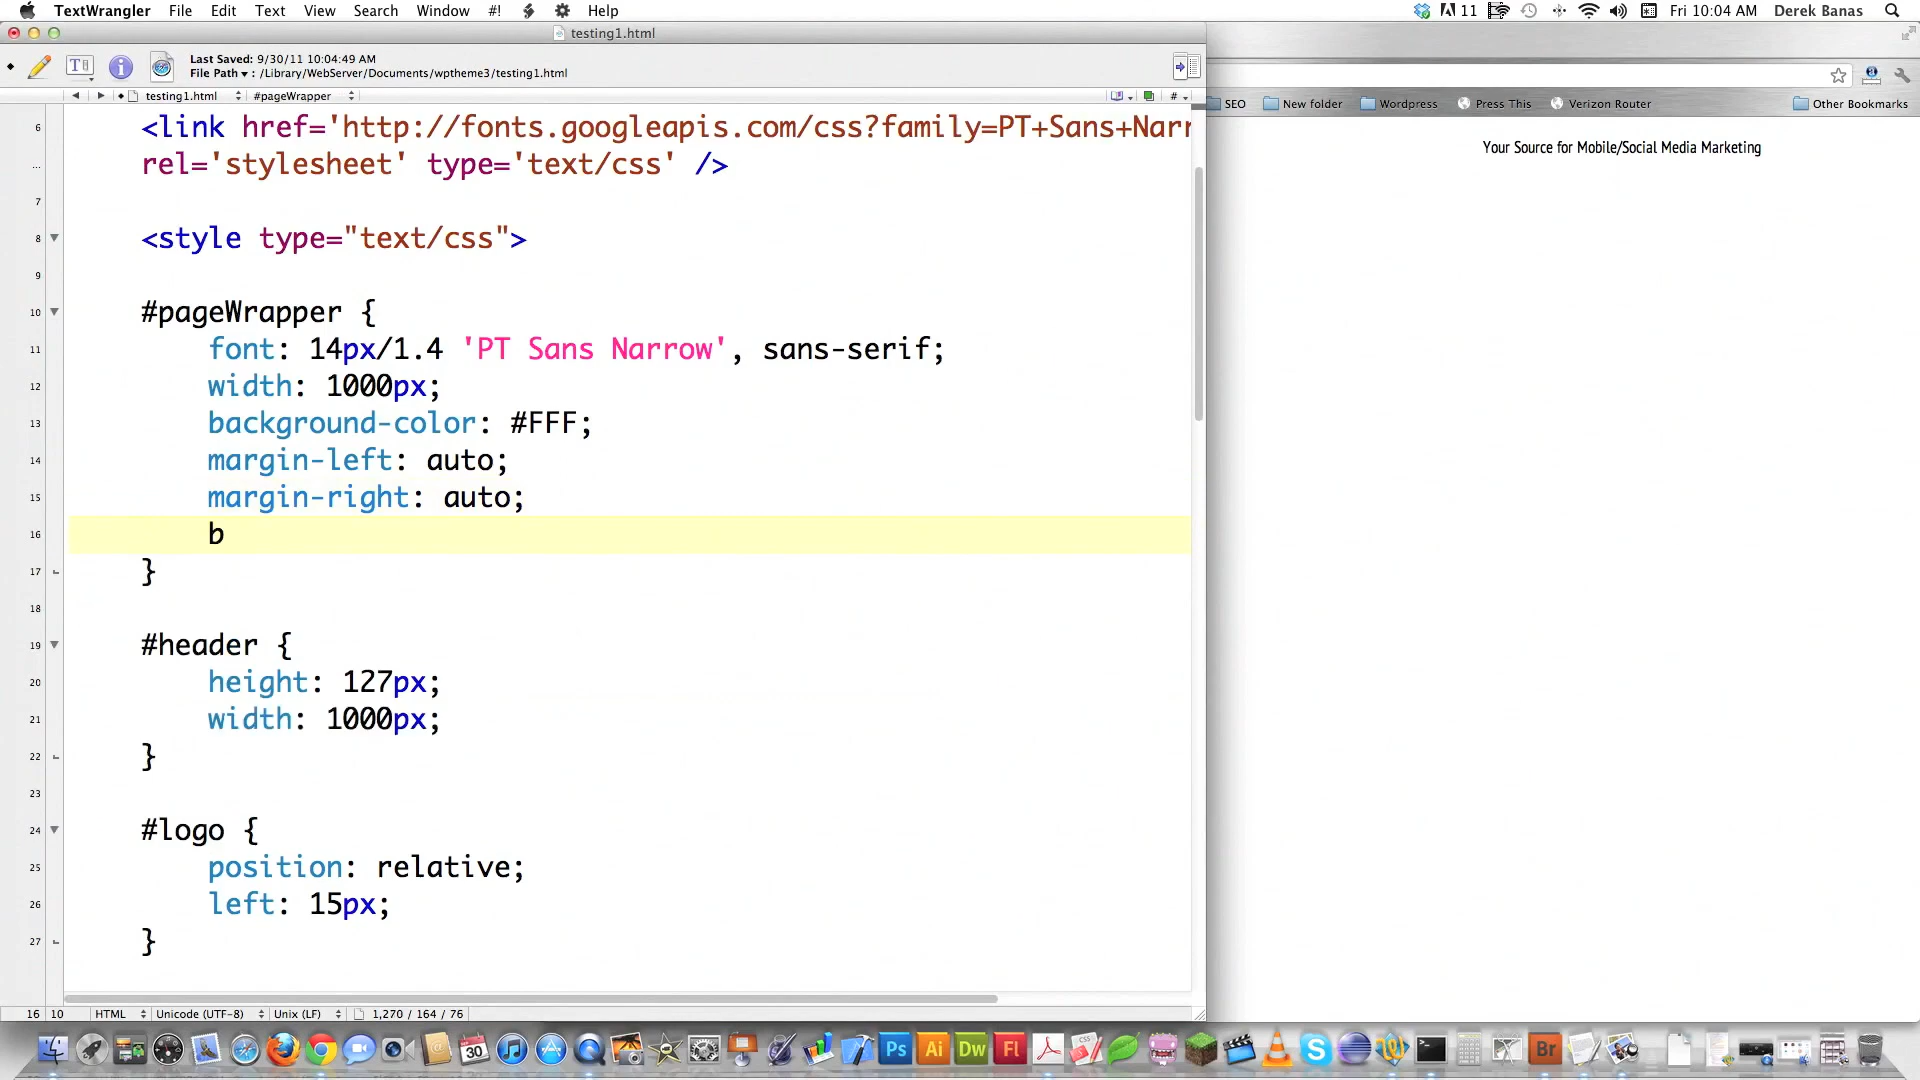 TextWrangler File Edit Text View Search Window #! Help 11 Fri 10:04 AM Derek Banas
testing1.html
Last Saved: 9/30/11 10:04:49 AM
File Path ▾ : /Library/WebServer/Documents/wptheme3/testing1.html
testing1.html #pageWrapper #
SEO New folder Wordpress Press This Verizon Router Other Bookmarks
6 <link href='http://fonts.googleapis.com/css?family=PT+Sans+Narr
... rel='stylesheet' type='text/css' />
7
8 <style type="text/css">
9
10 #pageWrapper {
11 font: 14px/1.4 'PT Sans Narrow', sans-serif;
12 width: 1000px;
13 background-color: #FFF;
14 margin-left: auto;
15 margin-right: auto;
16 b
17 }
18
19 #header {
20 height: 127px;
21 width: 1000px;
22 }
23
24 #logo {
25 position: relative;
26 left: 15px;
27 }
Your Source for Mobile/Social Media Marketing
16 10 HTML Unicode (UTF-8) Unix (LF) 1,270 / 164 / 76
30 Ps Ai Dw Fl Br